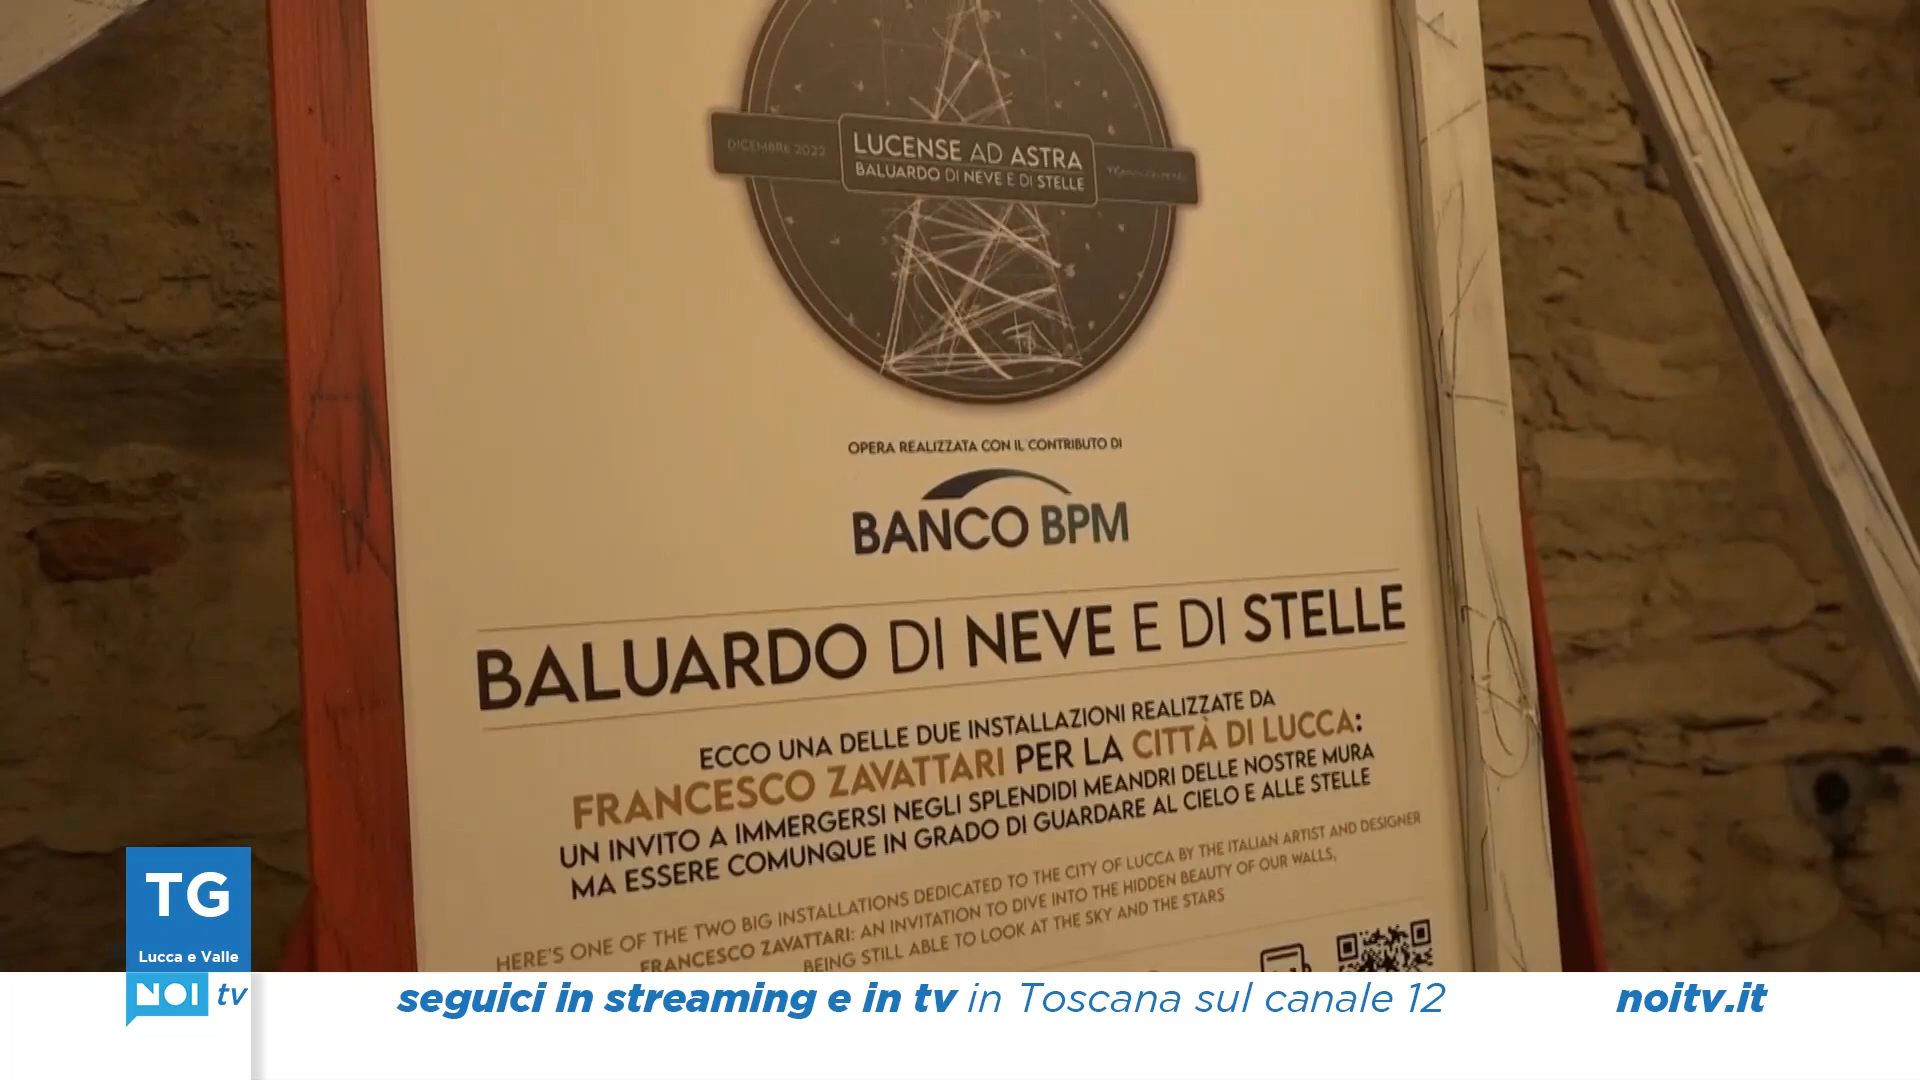 DICEMBRE 2022
LUCENSE AD ASTRA
BALUARDO DI NEVE E DI STELLE
OPERA REALIZZATA CON IL CONTRIBUTO DI
BANCO BPM
BALUARDO DI NEVE E DI STELLE
ECCO UNA DELLE DUE INSTALLAZIONI REALIZZATE DA
FRANCESCO ZAVATTARI PER LA CITTÀ DI LUCCA:
UN INVITO A IMMERGERSI NEGLI SPLENDIDI MEANDRI DELLE NOSTRE MURA
MA ESSERE COMUNQUE IN GRADO DI GUARDARE AL CIELO E ALLE STELLE
HERE'S ONE OF THE TWO BIG INSTALLATIONS DEDICATED TO THE CITY OF LUCCA BY THE ITALIAN ARTIST AND DESIGNER
FRANCESCO ZAVATTARI: AN INVITATION TO DIVE INTO THE HIDDEN BEAUTY OF OUR WALLS,
BEING STILL ABLE TO LOOK AT THE SKY AND THE STARS
TG
Lucca e Valle
NOI tv
seguici in streaming e in tv in Toscana sul canale 12
noitv.it